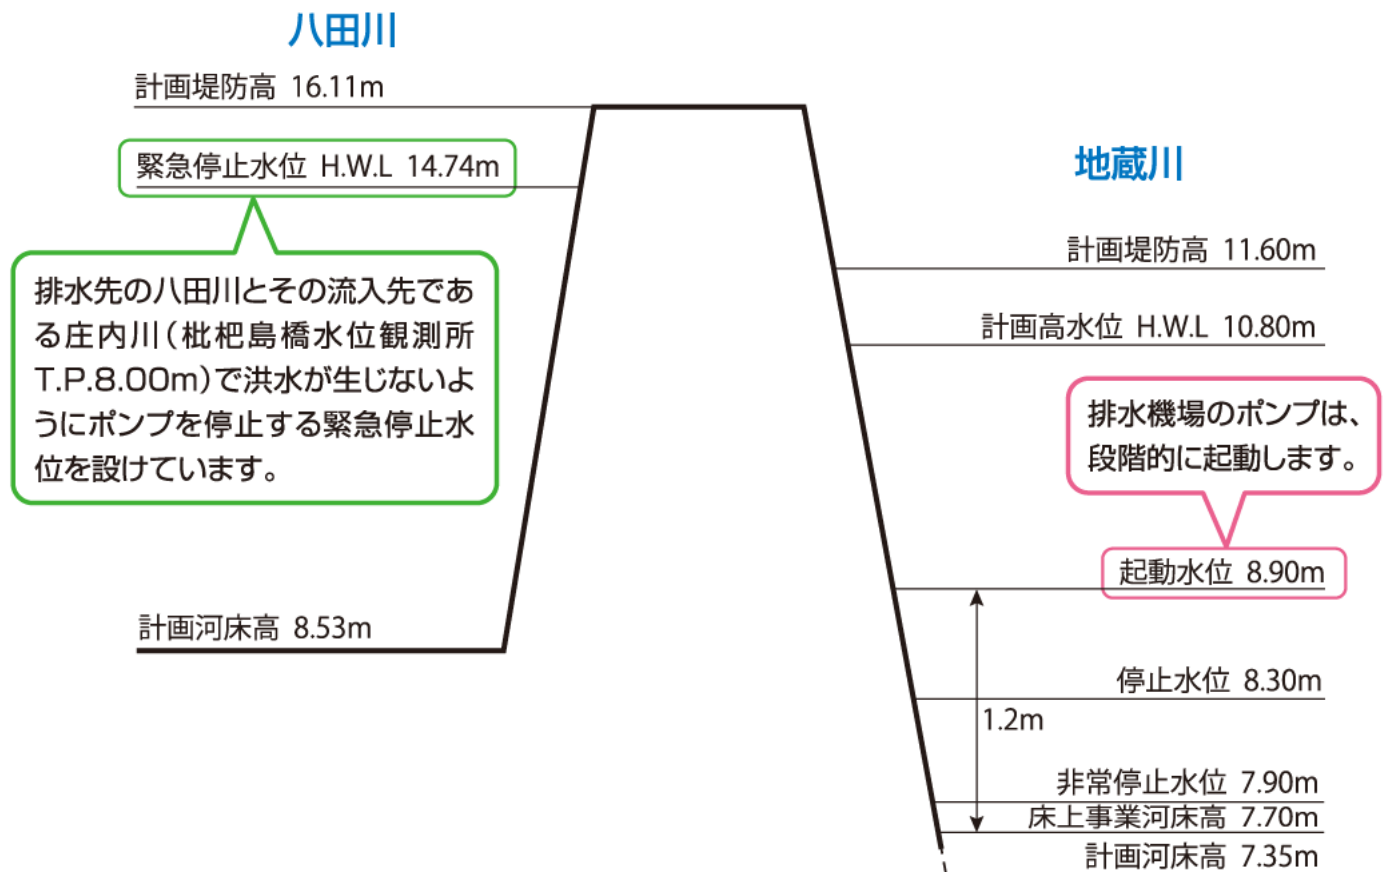 八田川
計画堤防高 16.11m
緊急停止水位 H.W.L 14.74m
排水先の八田川とその流入先であ
る庄内川（枇杷島橋水位観測所
T.P.8.00m）で洪水が生じないよ
うにポンプを停止する緊急停止水
位を設けています。
計画河床高 8.53m
地蔵川
計画堤防高 11.60m
計画高水位 H.W.L 10.80m
排水機場のポンプは、
段階的に起動します。
起動水位 8.90m
停止水位 8.30m
1.2m
非常停止水位 7.90m
床上事業河床高 7.70m
計画河床高 7.35m